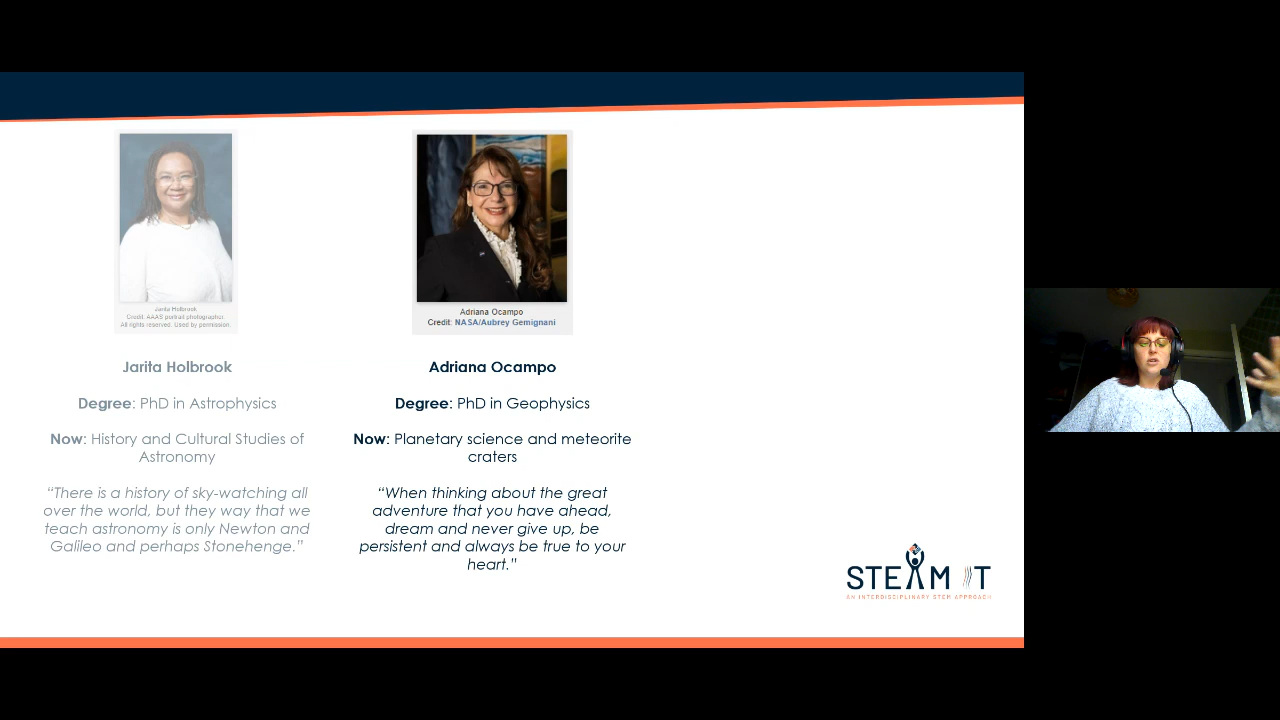 Jarita Holbrook
Credit: AAAS portrait photographer.
All rights reserved. Used by permission.
Jarita Holbrook
Degree: PhD in Astrophysics
Now: History and Cultural Studies of
Astronomy
“There is a history of sky-watching all
over the world, but they way that we
teach astronomy is only Newton and
Galileo and perhaps Stonehenge.”
Adriana Ocampo
Credit: NASA/Aubrey Gemignani
Adriana Ocampo
Degree: PhD in Geophysics
Now: Planetary science and meteorite
craters
“When thinking about the great
adventure that you have ahead,
dream and never give up, be
persistent and always be true to your
heart.”
STEAM IT
AN INTERDISCIPLINARY STEM APPROACH